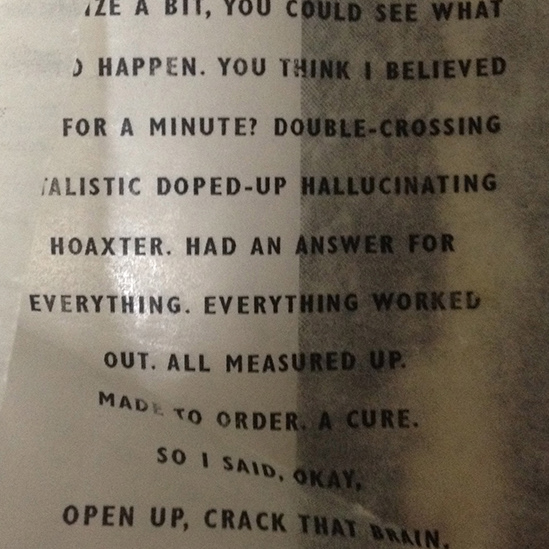 A BIT, YOU COULD SEE WHAT
HAPPEN. YOU THINK I BELIEVED
FOR A MINUTE? DOUBLE-CROSSING
DOPED-UP HALLUCINATING
HOAXTER. HAD AN ANSWER FOR
EVERYTHING. EVERYTHING WORKED
OUT. ALL MEASURED UP.
MADE TO ORDER. A CURE.
SO I SAID, OKAY,
OPEN UP, CRACK THAT BRAIN.